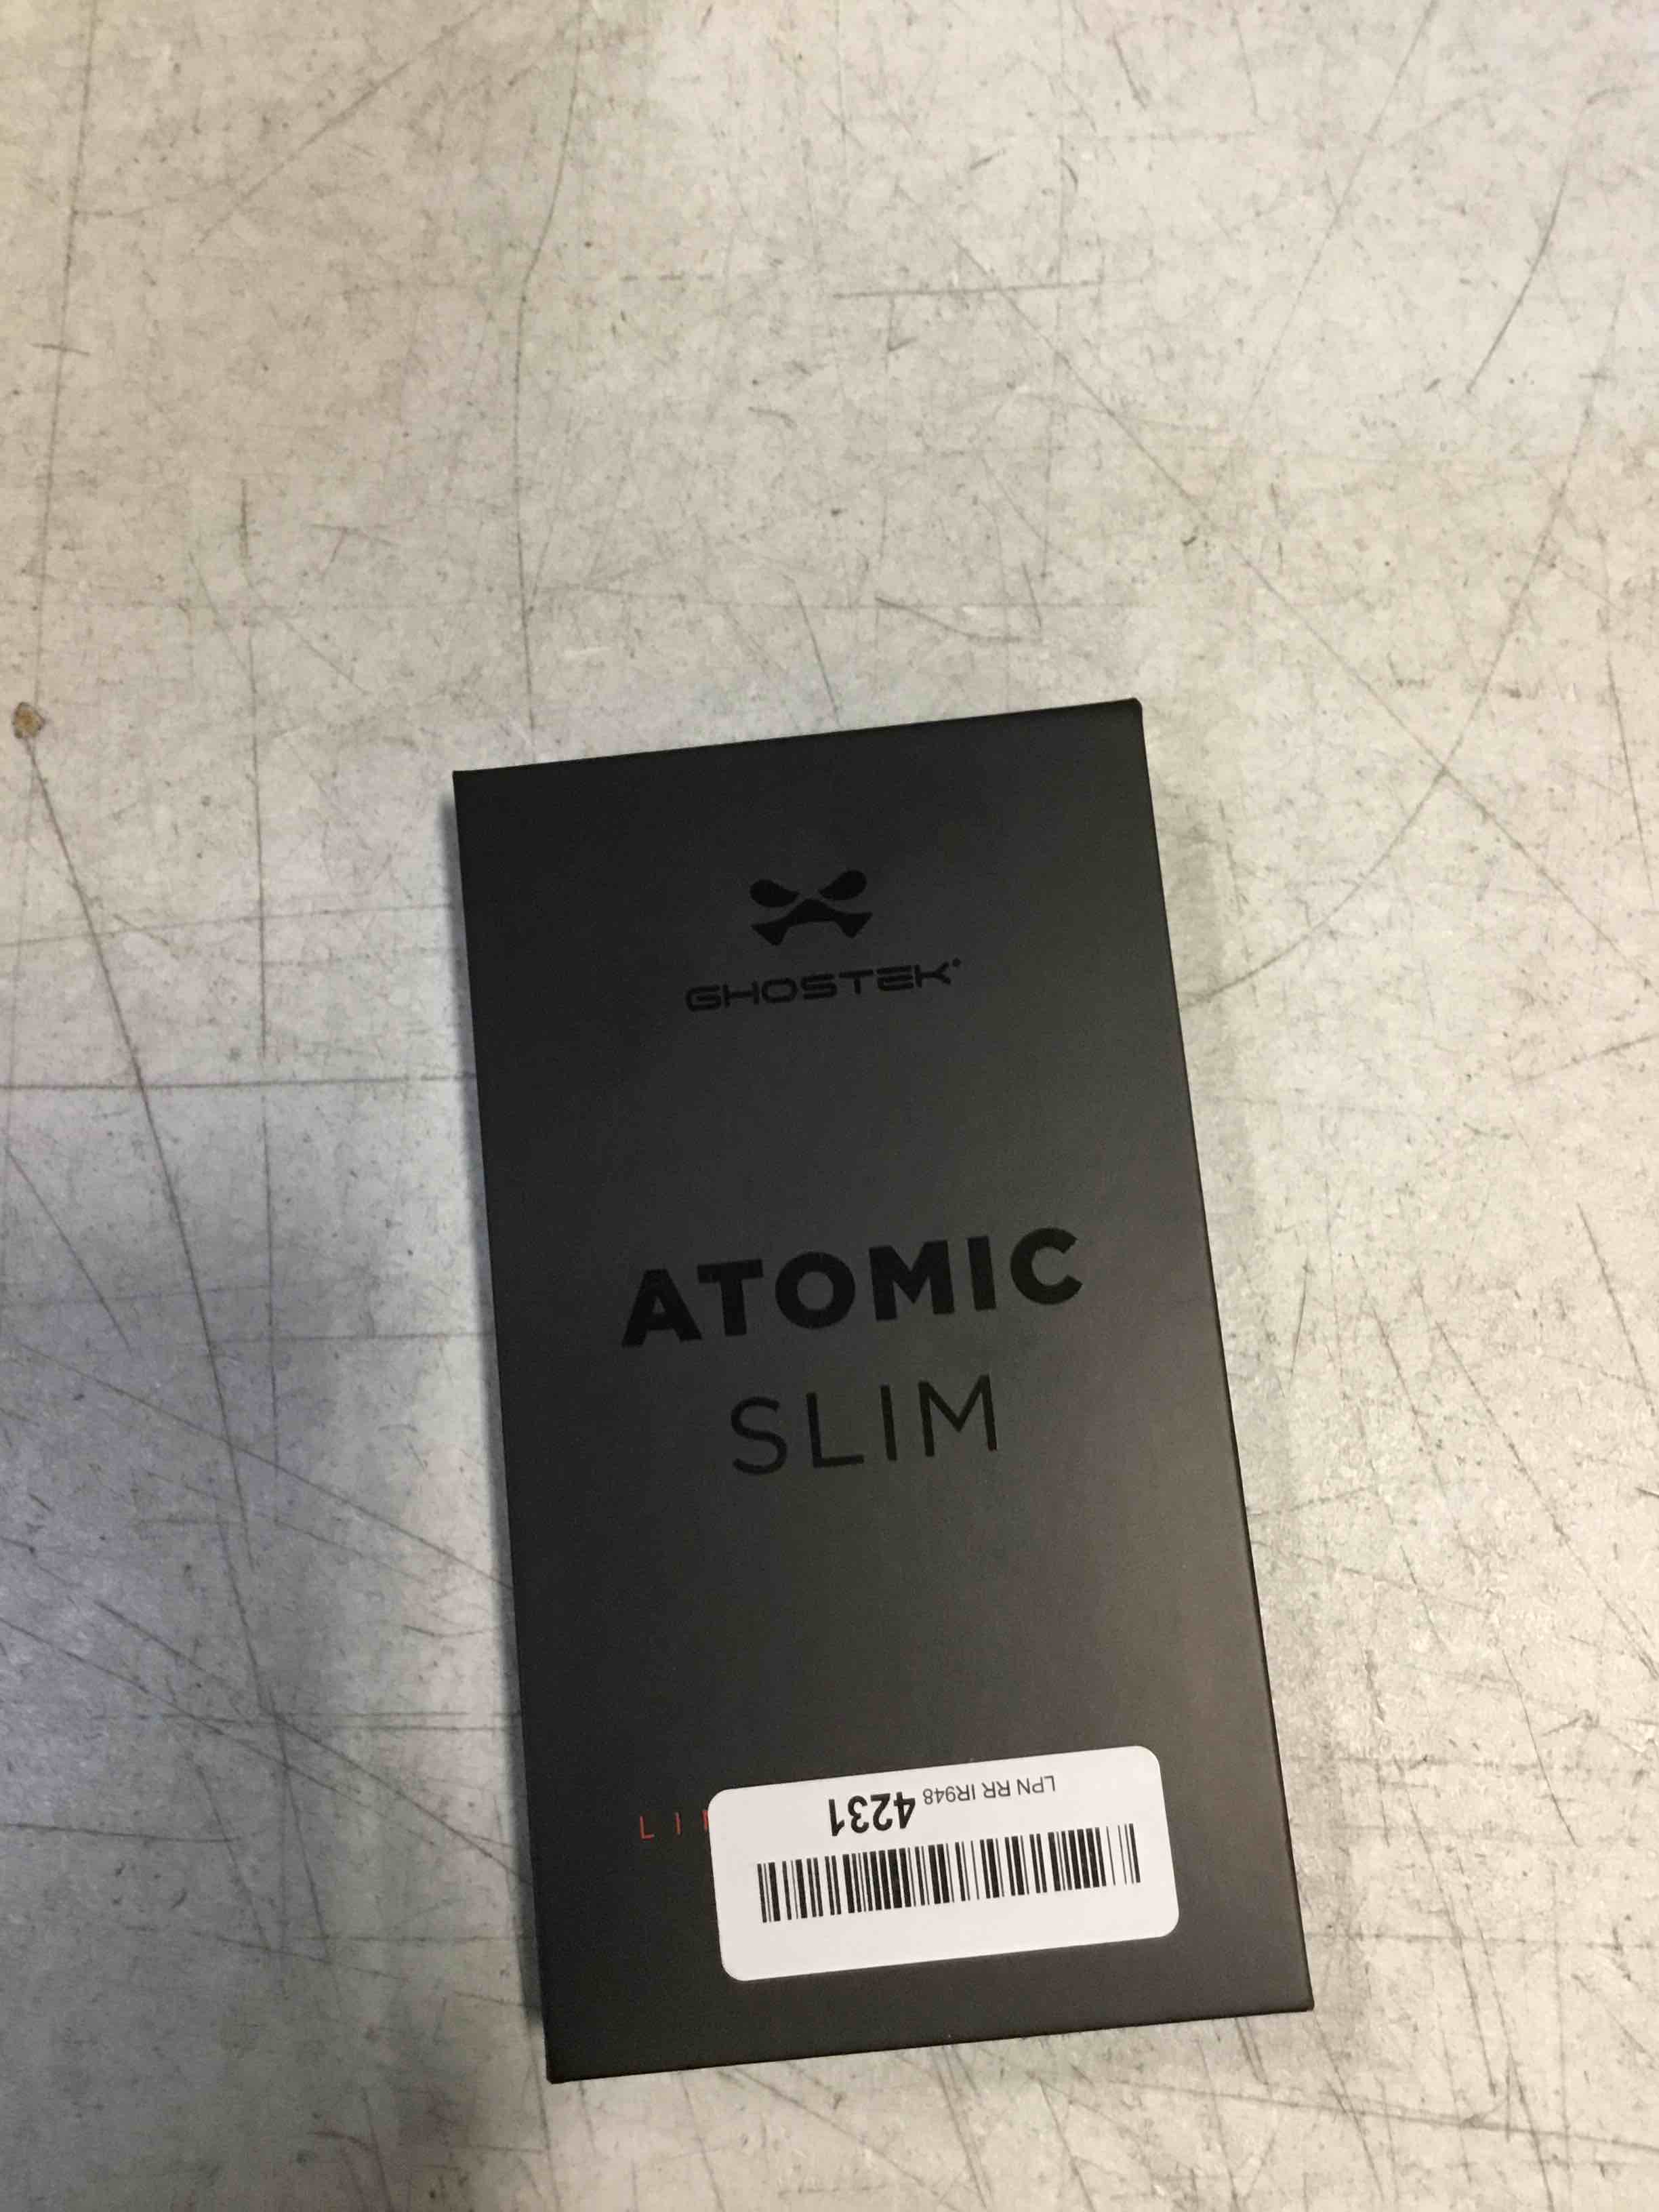 GHOSTEK
ATOMIC
SLIM
LPN RR IR948 4231